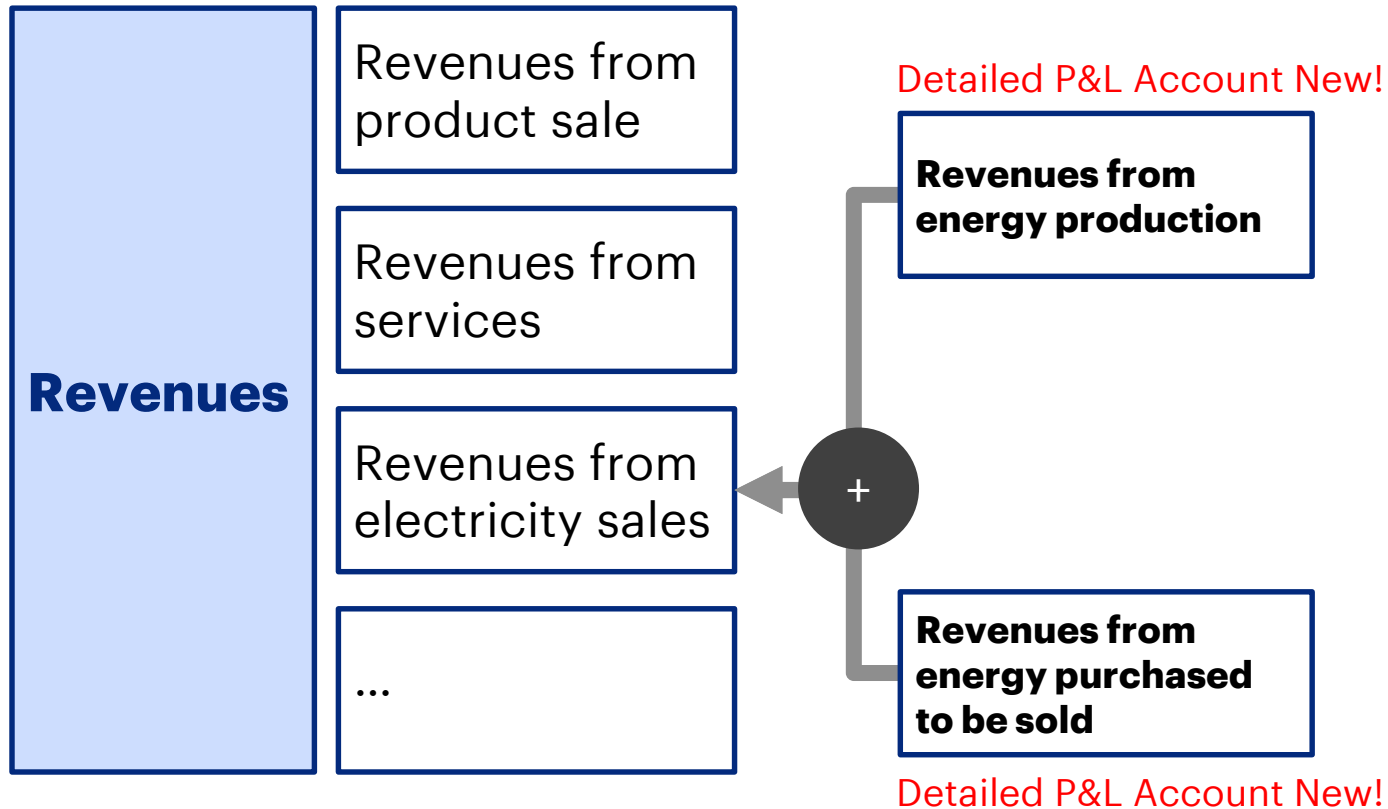 Revenues
Revenues from
product sale
Revenues from
services
Revenues from
electricity sales
...
Detailed P&L Account New!
Revenues from
energy production
+
Revenues from
energy purchased
to be sold
Detailed P&L Account New!